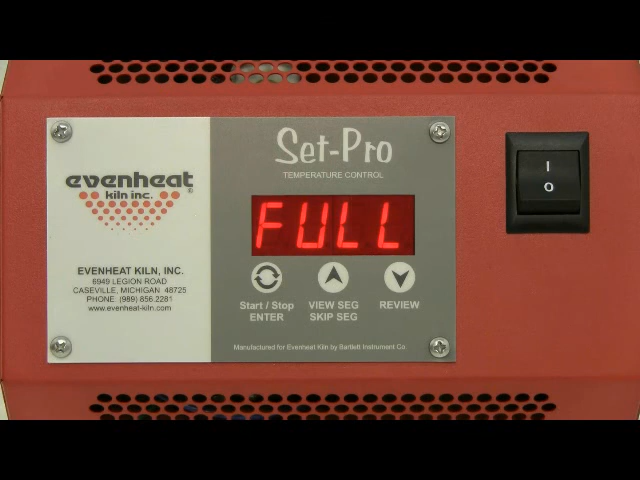 evenheat
kiln inc.
©
EVENHEAT KILN, INC.
6949 LEGION ROAD
CASEVILLE, MICHIGAN 48725
PHONE: (989) 856.2281
www.evenheat-kiln.com
Set-Pro
TEMPERATURE CONTROL
FULL
Start / Stop
ENTER
VIEW SEG
SKIP SEG
REVIEW
Manufactured for Evenheat Kiln by Bartlett Instrument Co.
I
O